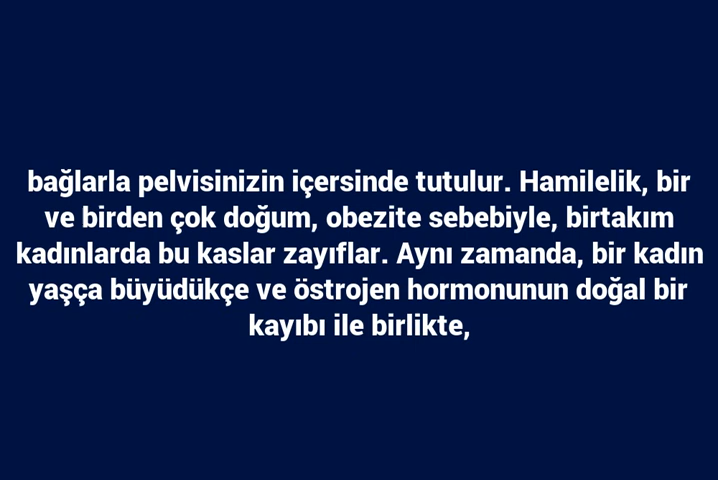 bağlarla pelvisinizin içersinde tutulur. Hamilelik, bir
ve birden çok doğum, obezite sebebiyle, birtakım
kadınlarda bu kaslar zayıflar. Aynı zamanda, bir kadın
yaşça büyüdükçe ve östrojen hormonunun doğal bir
kayıbı ile birlikte,